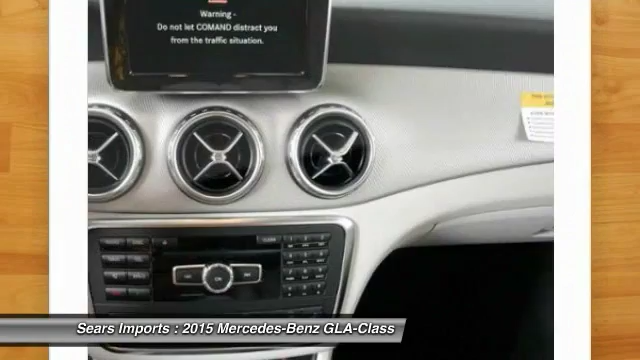 Warning -
Do not let COMAND distract you
from the traffic situation.
Sears Imports : 2015 Mercedes-Benz GLA-Class